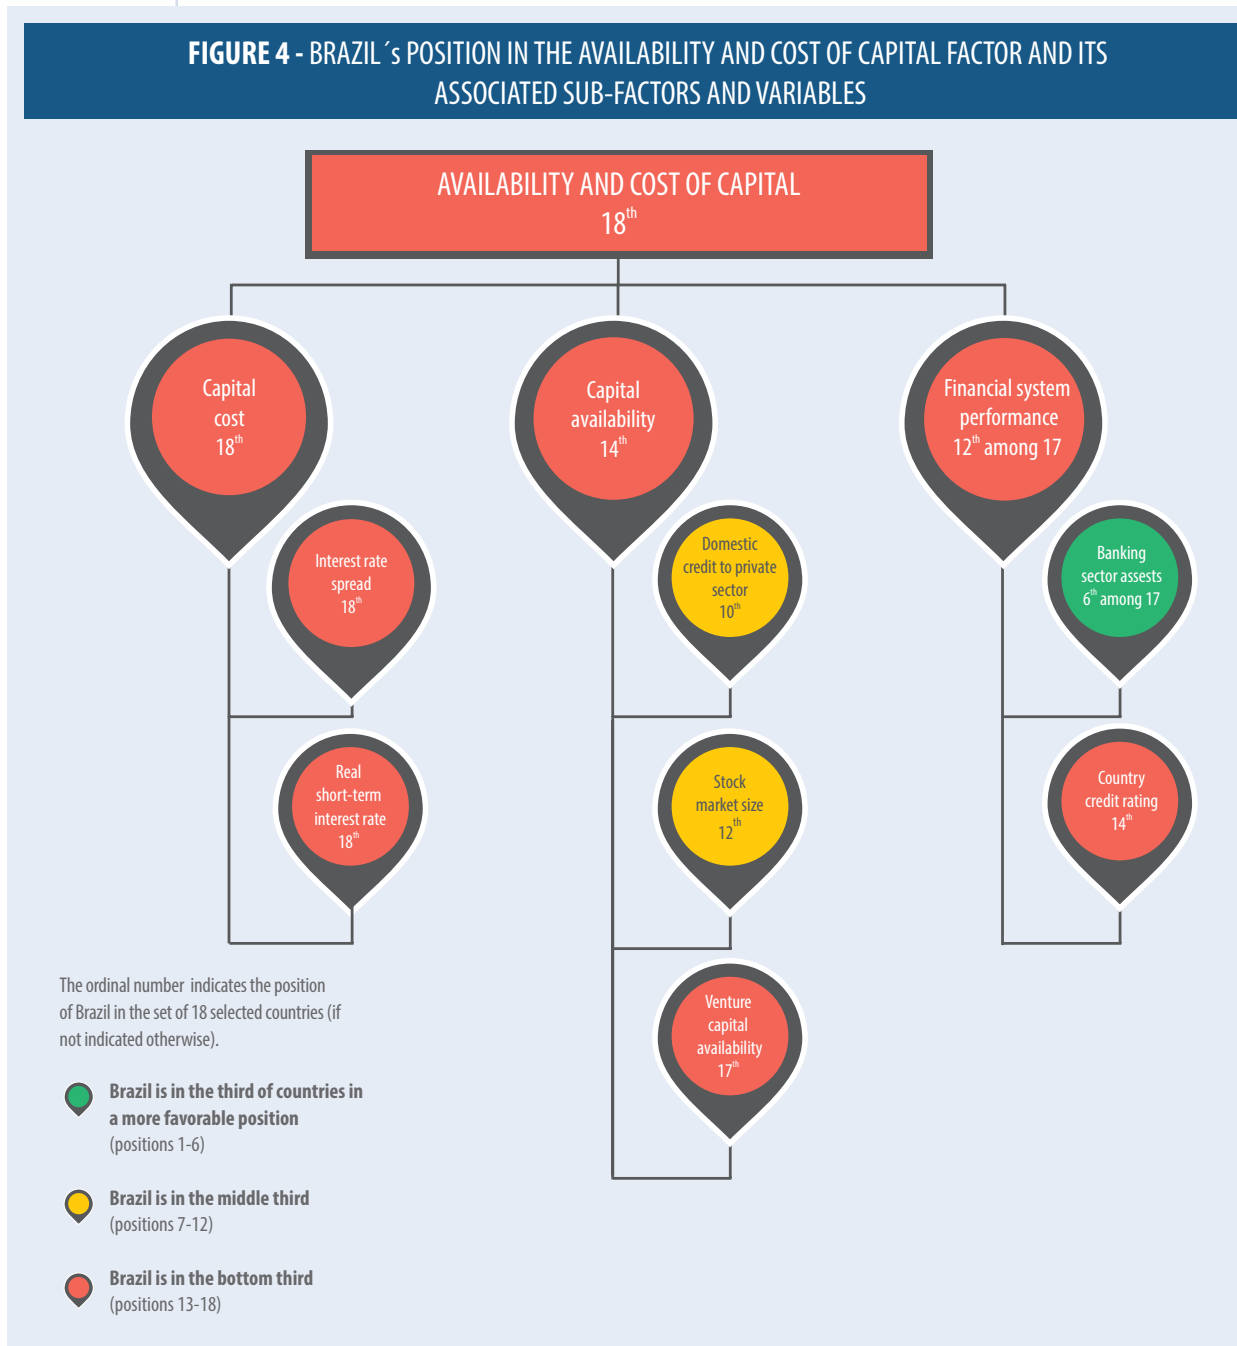 FIGURE 4 - BRAZIL ´s POSITION IN THE AVAILABILITY AND COST OF CAPITAL FACTOR AND ITS
ASSOCIATED SUB-FACTORS AND VARIABLES
AVAILABILITY AND COST OF CAPITAL
18th
Capital
cost
18th
Capital
availability
14th
Financial system
performance
12th among 17
Interest rate
spread
18th
Domestic
credit to private
sector
10th
Banking
sector assests
6th among 17
Real
short-term
interest rate
18th
Stock
market size
12th
Country
credit rating
14th
Venture
capital
availability
17th
The ordinal number indicates the position
of Brazil in the set of 18 selected countries (if
not indicated otherwise).
Brazil is in the third of countries in
a more favorable position
(positions 1-6)
Brazil is in the middle third
(positions 7-12)
Brazil is in the bottom third
(positions 13-18)